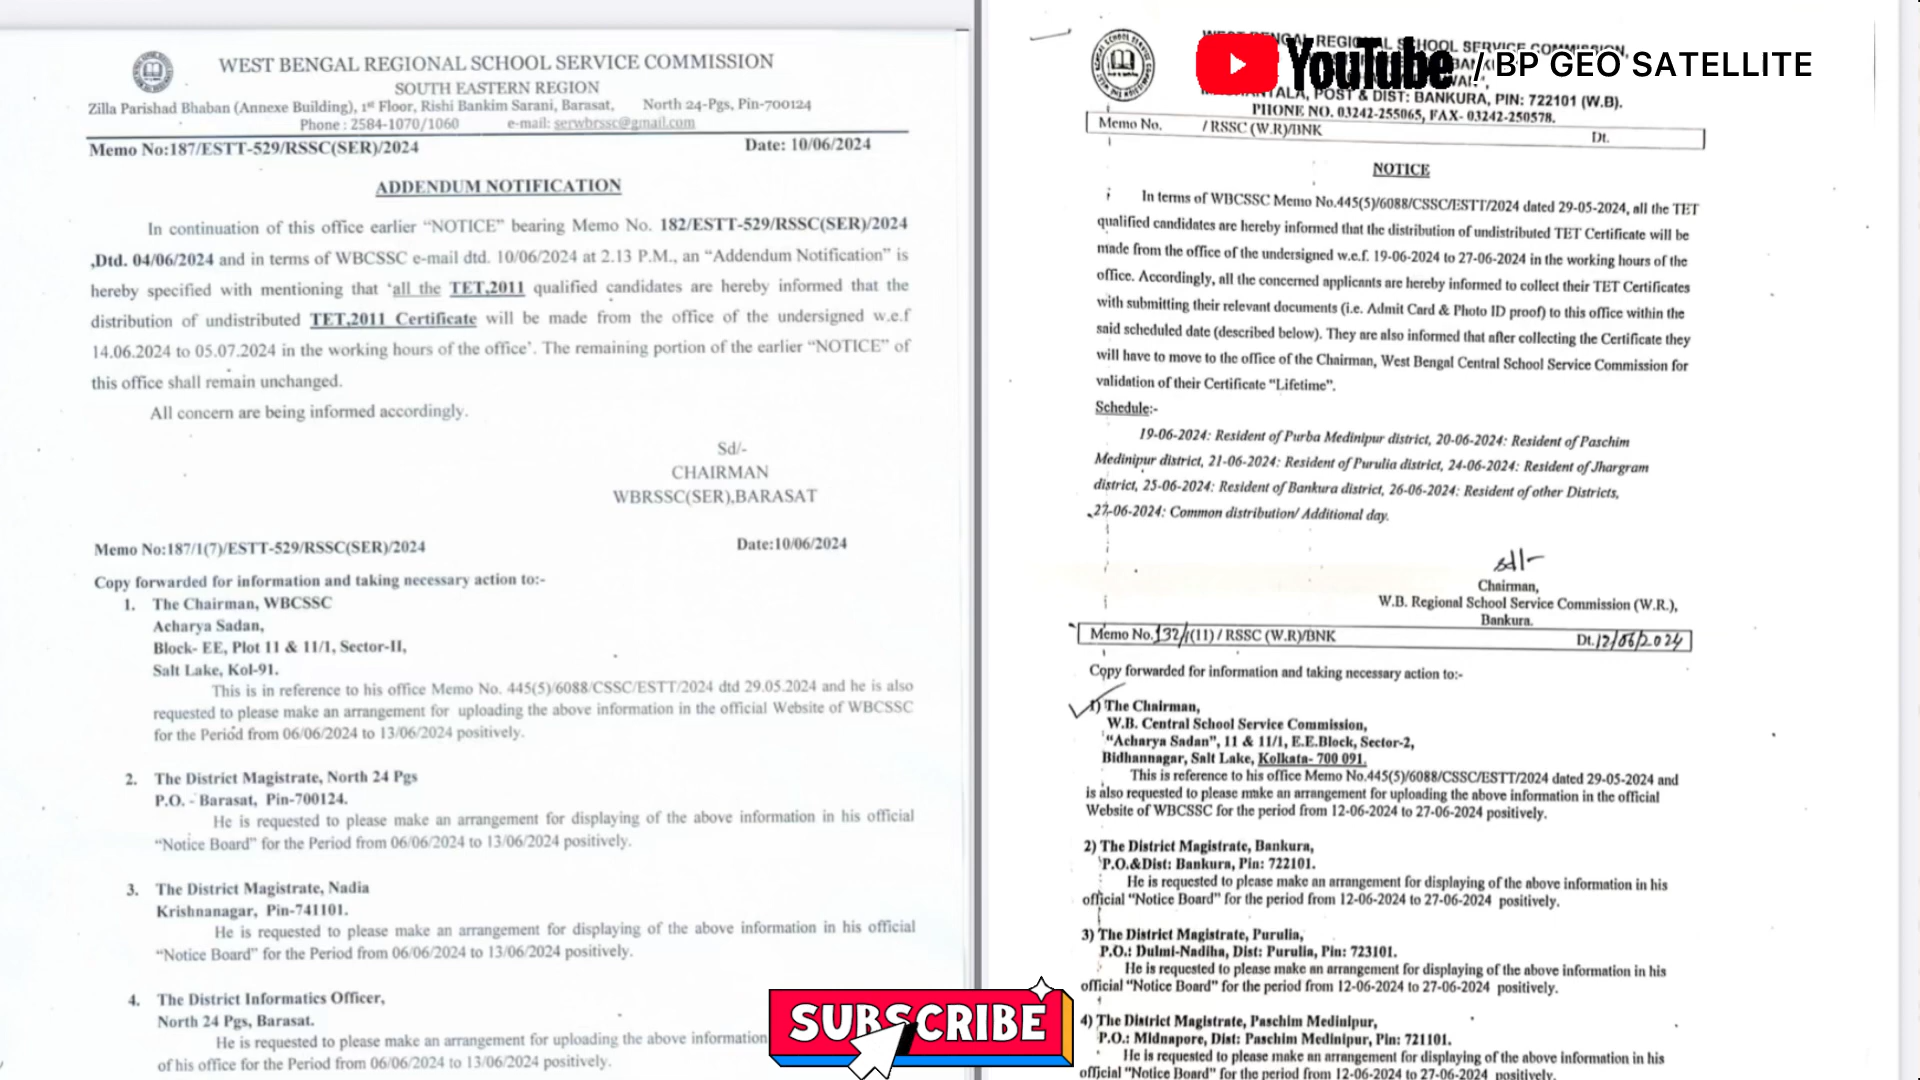 WEST BENGAL REGIONAL SCHOOL SERVICE COMMISSION
SOUTH EASTERN REGION
Zilla Parishad Bhaban (Annexe Building), 1st Floor, Rishi Bankim Sarani, Barasat, North 24-Pgs, Pin-700124
Phone : 2584-1070/1060 e-mail: serwbrssc@gmail.com
Memo No:187/ESTT-529/RSSC(SER)/2024 Date: 10/06/2024
ADDENDUM NOTIFICATION
In continuation of this office earlier “NOTICE” bearing Memo No. 182/ESTT-529/RSSC(SER)/2024
,Dtd. 04/06/2024 and in terms of WBCSSC e-mail dtd. 10/06/2024 at 2.13 P.M., an “Addendum Notification” is
hereby specified with mentioning that ‘all the TET,2011 qualified candidates are hereby informed that the
distribution of undistributed TET,2011 Certificate will be made from the office of the undersigned w.e.f
14.06.2024 to 05.07.2024 in the working hours of the office’. The remaining portion of the earlier “NOTICE” of
this office shall remain unchanged.
All concern are being informed accordingly.
Sd/-
CHAIRMAN
WBRSSC(SER),BARASAT
Memo No:187/1(7)/ESTT-529/RSSC(SER)/2024 Date:10/06/2024
Copy forwarded for information and taking necessary action to:-
1. The Chairman, WBCSSC
Acharya Sadan,
Block- EE, Plot 11 & 11/1, Sector-II,
Salt Lake, Kol-91.
This is in reference to his office Memo No. 445(5)/6088/CSSC/ESTT/2024 dtd 29.05.2024 and he is also
requested to please make an arrangement for uploading the above information in the official Website of WBCSSC
for the Period from 06/06/2024 to 13/06/2024 positively.
2. The District Magistrate, North 24 Pgs
P.O. - Barasat, Pin-700124.
He is requested to please make an arrangement for displaying of the above information in his official
“Notice Board” for the Period from 06/06/2024 to 13/06/2024 positively.
3. The District Magistrate, Nadia
Krishnanagar, Pin-741101.
He is requested to please make an arrangement for displaying of the above information in his official
“Notice Board” for the Period from 06/06/2024 to 13/06/2024 positively.
4. The District Informatics Officer,
North 24 Pgs, Barasat.
He is requested to please make an arrangement for uploading the above information
of his office for the Period from 06/06/2024 to 13/06/2024 positively.
SUBSCRIBE
YouTube / BP GEO SATELLITE
SCHOOL SERVICE COMMISSION,
POST & DIST: BANKURA, PIN: 722101 (W.B).
PHONE NO. 03242-255065, FAX- 03242-250578.
Memo No. / RSSC (W.R)/BNK Dt.
NOTICE
In terms of WBCSSC Memo No.445(5)/6088/CSSC/ESTT/2024 dated 29-05-2024, all the TET
qualified candidates are hereby informed that the distribution of undistributed TET Certificate will be
made from the office of the undersigned w.e.f. 19-06-2024 to 27-06-2024 in the working hours of the
office. Accordingly, all the concerned applicants are hereby informed to collect their TET Certificates
with submitting their relevant documents (i.e. Admit Card & Photo ID proof) to this office within the
said scheduled date (described below). They are also informed that after collecting the Certificate they
will have to move to the office of the Chairman, West Bengal Central School Service Commission for
validation of their Certificate “Lifetime”.
Schedule:-
19-06-2024: Resident of Purba Medinipur district, 20-06-2024: Resident of Paschim
Medinipur district, 21-06-2024: Resident of Purulia district, 24-06-2024: Resident of Jhargram
district, 25-06-2024: Resident of Bankura district, 26-06-2024: Resident of other Districts,
27-06-2024: Common distribution/ Additional day.
sd/-
Chairman,
W.B. Regional School Service Commission (W.R.),
Bankura.
Memo No.132/1(11) / RSSC (W.R)/BNK Dt.12/06/2024
Copy forwarded for information and taking necessary action to:-
1) The Chairman,
W.B. Central School Service Commission,
"Acharya Sadan", 11 & 11/1, E.E.Block, Sector-2,
Bidhannagar, Salt Lake, Kolkata- 700 091.
This is reference to his office Memo No.445(5)/6088/CSSC/ESTT/2024 dated 29-05-2024 and
is also requested to please make an arrangement for uploading the above information in the official
Website of WBCSSC for the period from 12-06-2024 to 27-06-2024 positively.
2) The District Magistrate, Bankura,
P.O.&Dist: Bankura, Pin: 722101.
He is requested to please make an arrangement for displaying of the above information in his
official "Notice Board" for the period from 12-06-2024 to 27-06-2024 positively.
3) The District Magistrate, Purulia,
P.O.: Dulmi-Nadiha, Dist: Purulia, Pin: 723101.
He is requested to please make an arrangement for displaying of the above information in his
official "Notice Board" for the period from 12-06-2024 to 27-06-2024 positively.
4) The District Magistrate, Paschim Medinipur,
P.O.: Midnapore, Dist: Paschim Medinipur, Pin: 721101.
He is requested to please make an arrangement for displaying of the above information in his
official "Notice Board" for the period from 12-06-2024 to 27-06-2024 positively.